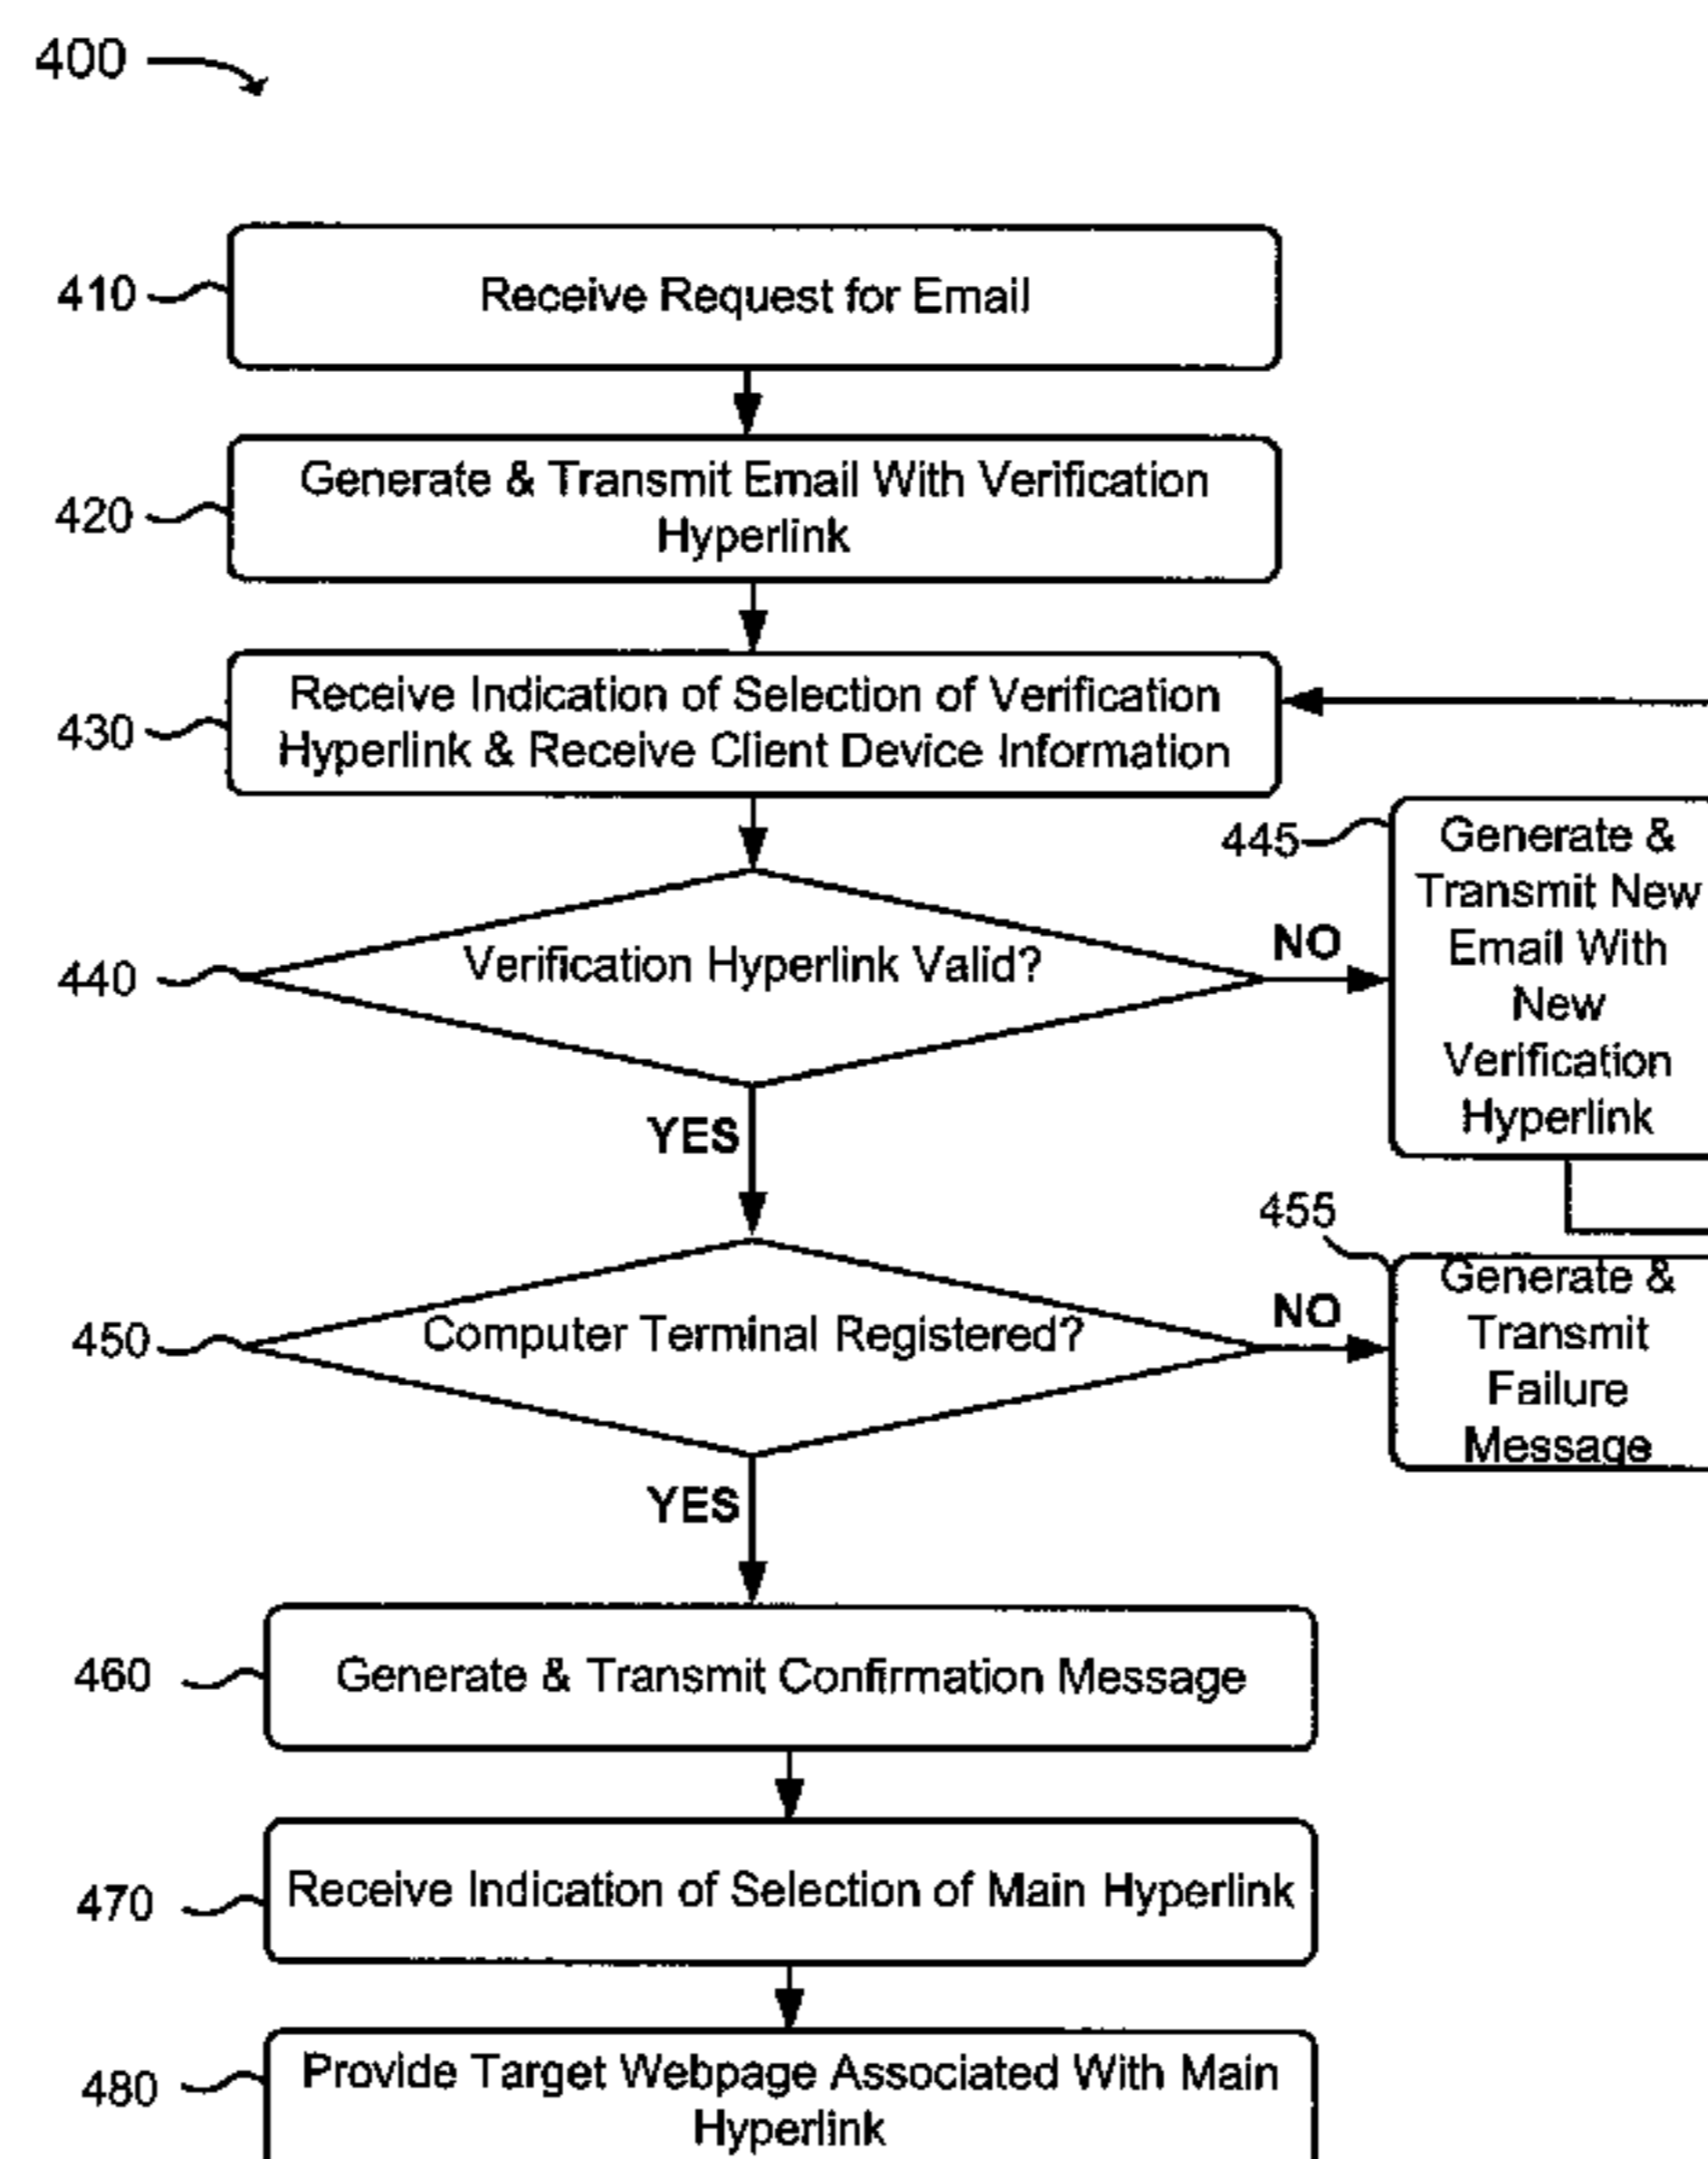 400
410
Receive Request for Email
420
Generate & Transmit Email With Verification
Hyperlink
430
Receive Indication of Selection of Verification
Hyperlink & Receive Client Device Information
440
Verification Hyperlink Valid?
NO
445
Generate &
Transmit New
Email With
New
Verification
Hyperlink
YES
450
Computer Terminal Registered?
NO
455
Generate &
Transmit
Failure
Message
YES
460
Generate & Transmit Confirmation Message
470
Receive Indication of Selection of Main Hyperlink
480
Provide Target Webpage Associated With Main
Hyperlink